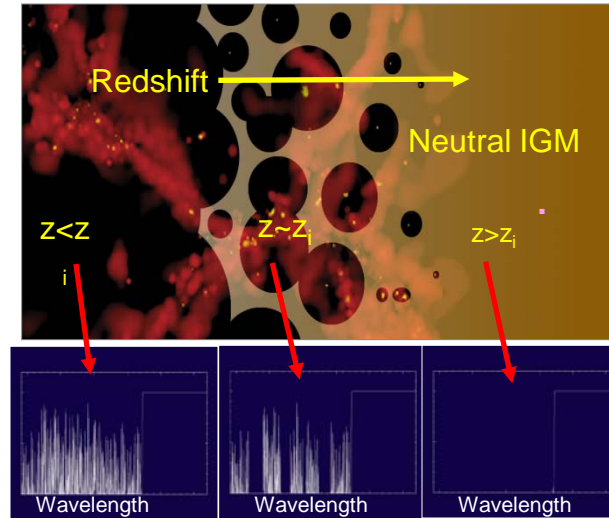 Redshift
Neutral IGM
z<z
i
z~zi
z>zi
Wavelength
Wavelength
Wavelength